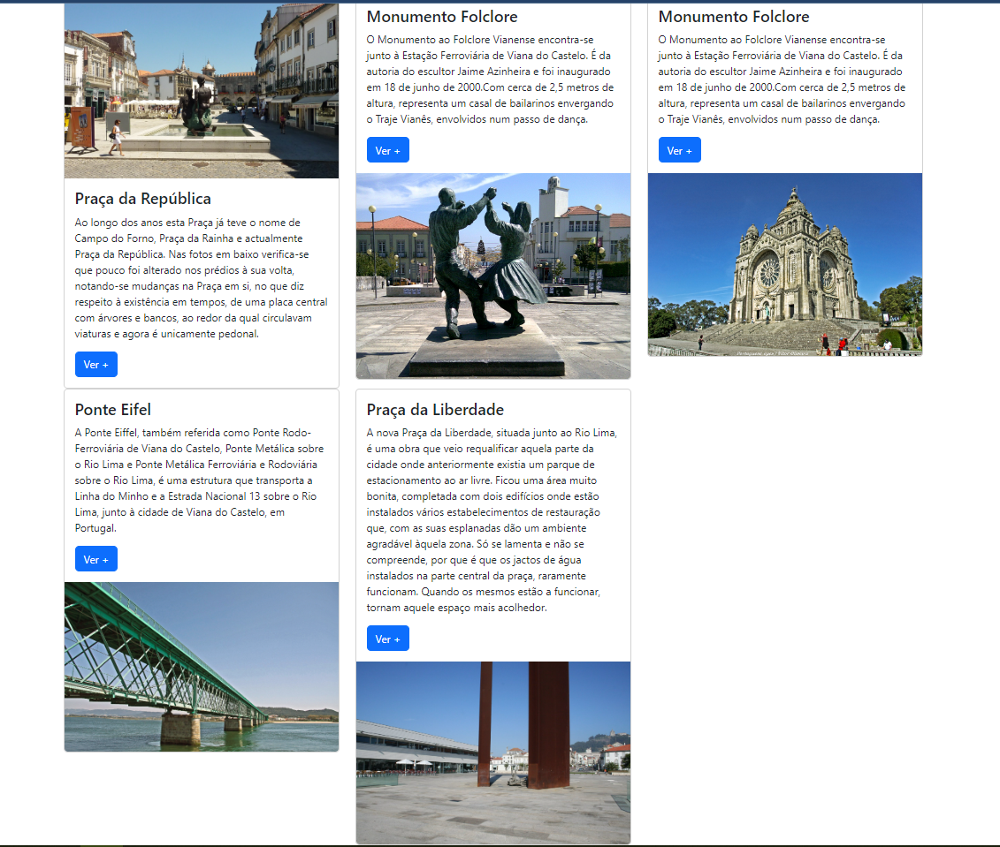 Praça da República
Ao longo dos anos esta Praça já teve o nome de
Campo do Forno, Praça da Rainha e actualmente
Praça da República. Nas fotos em baixo verifica-se
que pouco foi alterado nos prédios à sua volta,
notando-se mudanças na Praça em si, no que diz
respeito à existência em tempos, de uma placa central
com árvores e bancos, ao redor da qual circulavam
viaturas e agora é unicamente pedonal.
Ver +
Monumento Folclore
O Monumento ao Folclore Vianense encontra-se
junto à Estação Ferroviária de Viana do Castelo. É da
autoria do escultor Jaime Azinheira e foi inaugurado
em 18 de junho de 2000.Com cerca de 2,5 metros de
altura, representa um casal de bailarinos envergando
o Traje Vianês, envolvidos num passo de dança.
Ver +
Monumento Folclore
O Monumento ao Folclore Vianense encontra-se
junto à Estação Ferroviária de Viana do Castelo. É da
autoria do escultor Jaime Azinheira e foi inaugurado
em 18 de junho de 2000.Com cerca de 2,5 metros de
altura, representa um casal de bailarinos envergando
o Traje Vianês, envolvidos num passo de dança.
Ver +
Ponte Eifel
A Ponte Eiffel, também referida como Ponte Rodo-
Ferroviária de Viana do Castelo, Ponte Metálica sobre
o Rio Lima e Ponte Metálica Ferroviária e Rodoviária
sobre o Rio Lima, é uma estrutura que transporta a
Linha do Minho e a Estrada Nacional 13 sobre o Rio
Lima, junto à cidade de Viana do Castelo, em
Portugal.
Ver +
Praça da Liberdade
A nova Praça da Liberdade, situada junto ao Rio Lima,
é uma obra que veio requalificar aquela parte da
cidade onde anteriormente existia um parque de
estacionamento ao ar livre. Ficou uma área muito
bonita, completada com dois edifícios onde estão
instalados vários estabelecimentos de restauração
que, com as suas esplanadas dão um ambiente
agradável àquela zona. Só se lamenta e não se
compreende, por que é que os jactos de água
instalados na parte central da praça, raramente
funcionam. Quando os mesmos estão a funcionar,
tornam aquele espaço mais acolhedor.
Ver +